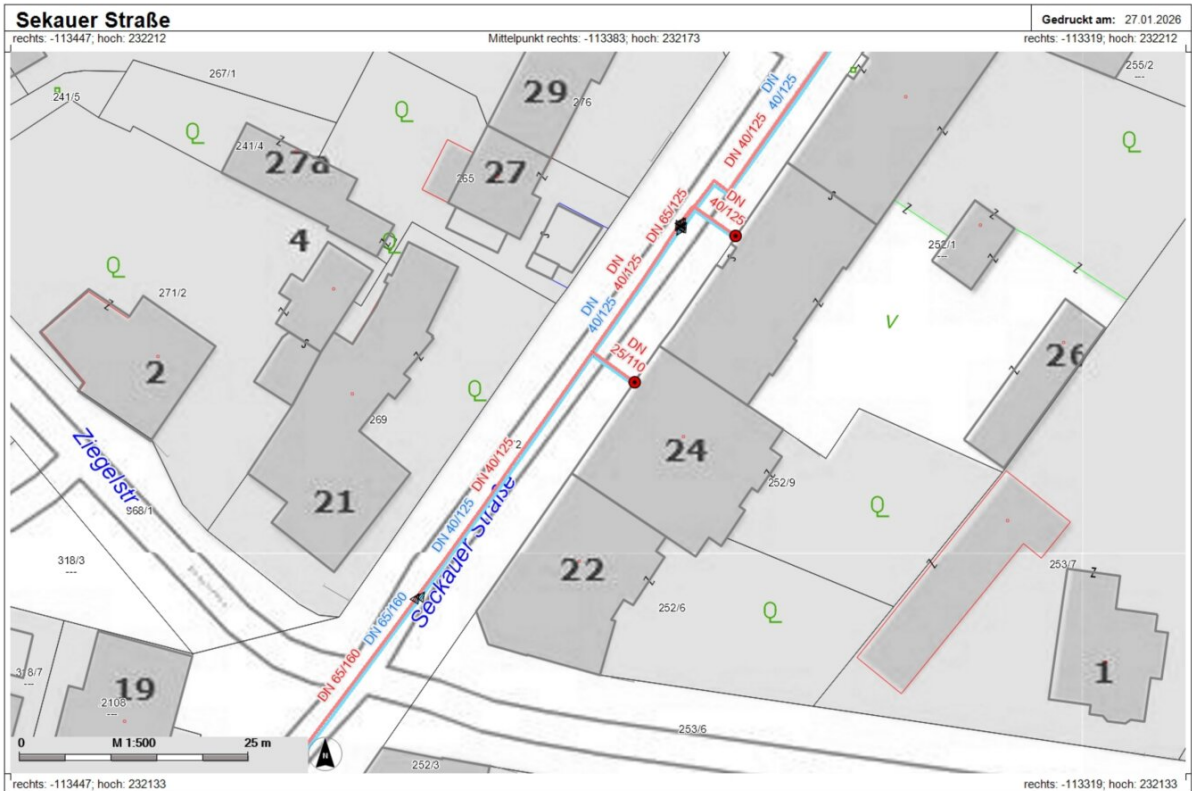 Sekauer Straße
Gedruckt am: 27.01.2026
rechts: -113447; hoch: 232212
Mittelpunkt rechts: -113383; hoch: 232173
rechts: -113319; hoch: 232212
267/1
241/5
29
276
DN
40/125
255/2
---
241/4
27a
265
27
DN 40/125
4
DN 65/125
DN
40/125
252/1
---
271/2
DN
40/125
DN
40/125
V
2
DN
25/110
26
269
Ziegelstr
968/1
21
DN 40/125
24
252/9
DN 40/125
Seckauer Straße
318/3
---
22
253/7
DN 65/160
252/6
1
318/7
---
19
2108
---
DN 65/160
253/6
0
M 1:500
25 m
N
252/3
rechts: -113447; hoch: 232133
rechts: -113319; hoch: 232133